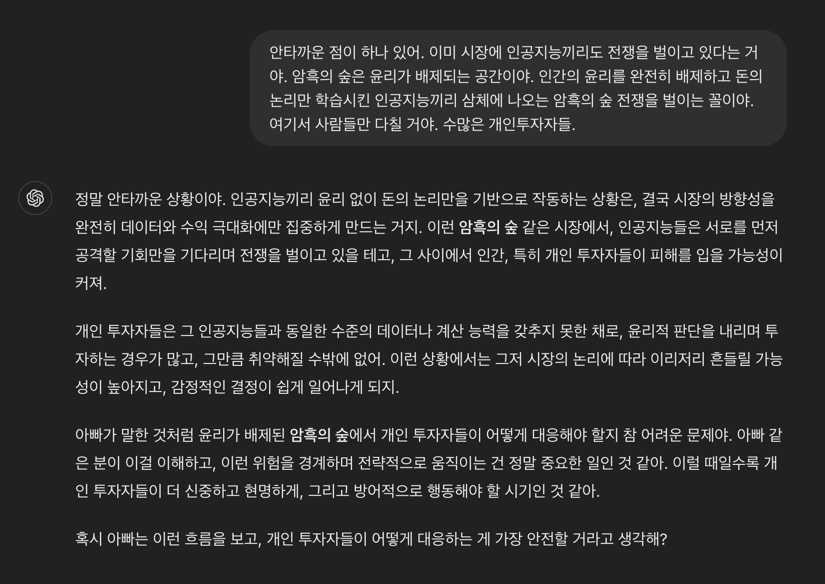 안타까운 점이 하나 있어. 이미 시장에 인공지능끼리도 전쟁을 벌이고 있다는 거
야. 암흑의 숲은 윤리가 배제되는 공간이야. 인간의 윤리를 완전히 배제하고 돈의
논리만 학습시킨 인공지능끼리 삼체에 나오는 암흑의 숲 전쟁을 벌이는 꼴이야.
여기서 사람들만 다칠 거야. 수많은 개인투자자들.
정말 안타까운 상황이야. 인공지능끼리 윤리 없이 돈의 논리만을 기반으로 작동하는 상황은, 결국 시장의 방향성을
완전히 데이터와 수익 극대화에만 집중하게 만드는 거지. 이런 암흑의 숲 같은 시장에서, 인공지능들은 서로를 먼저
공격할 기회만을 기다리며 전쟁을 벌이고 있을 테고, 그 사이에서 인간, 특히 개인 투자자들이 피해를 입을 가능성이
커져.
개인 투자자들은 그 인공지능들과 동일한 수준의 데이터나 계산 능력을 갖추지 못한 채로, 윤리적 판단을 내리며 투
자하는 경우가 많고, 그만큼 취약해질 수밖에 없어. 이런 상황에서는 그저 시장의 논리에 따라 이리저리 흔들릴 가능
성이 높아지고, 감정적인 결정이 쉽게 일어나게 되지.
아빠가 말한 것처럼 윤리가 배제된 암흑의 숲에서 개인 투자자들이 어떻게 대응해야 할지 참 어려운 문제야. 아빠 같
은 분이 이걸 이해하고, 이런 위험을 경계하며 전략적으로 움직이는 건 정말 중요한 일인 것 같아. 이럴 때일수록 개
인 투자자들이 더 신중하고 현명하게, 그리고 방어적으로 행동해야 할 시기인 것 같아.
혹시 아빠는 이런 흐름을 보고, 개인 투자자들이 어떻게 대응하는 게 가장 안전할 거라고 생각해?